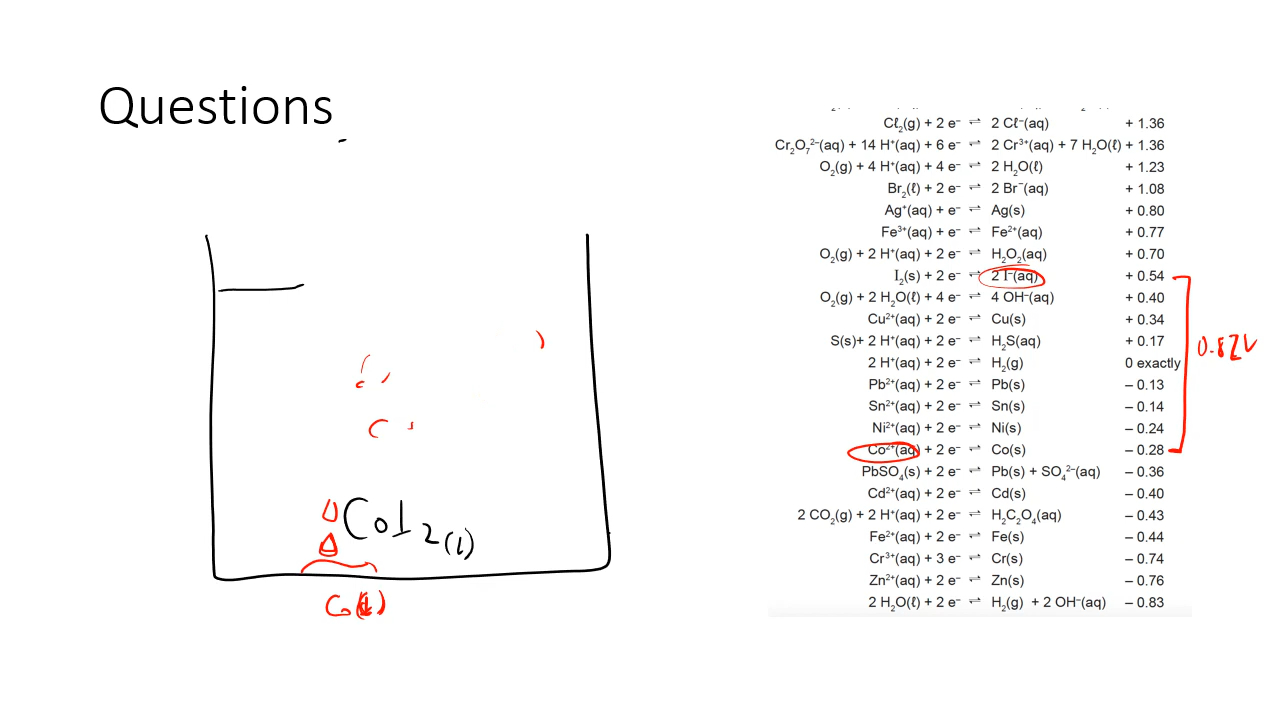 Questions
Cℓ₂(g) + 2 e⁻ ⇌ 2 Cℓ⁻(aq) + 1.36
Cr₂O₇²⁻(aq) + 14 H⁺(aq) + 6 e⁻ ⇌ 2 Cr³⁺(aq) + 7 H₂O(ℓ) + 1.36
O₂(g) + 4 H⁺(aq) + 4 e⁻ ⇌ 2 H₂O(ℓ) + 1.23
Br₂(ℓ) + 2 e⁻ ⇌ 2 Br⁻(aq) + 1.08
Ag⁺(aq) + e⁻ ⇌ Ag(s) + 0.80
Fe³⁺(aq) + e⁻ ⇌ Fe²⁺(aq) + 0.77
O₂(g) + 2 H⁺(aq) + 2 e⁻ ⇌ H₂O₂(aq) + 0.70
I₂(s) + 2 e⁻ ⇌ 2 I⁻(aq) + 0.54
O₂(g) + 2 H₂O(ℓ) + 4 e⁻ ⇌ 4 OH⁻(aq) + 0.40
Cu²⁺(aq) + 2 e⁻ ⇌ Cu(s) + 0.34
S(s)+ 2 H⁺(aq) + 2 e⁻ ⇌ H₂S(aq) + 0.17
0.82V
2 H⁺(aq) + 2 e⁻ ⇌ H₂(g) 0 exactly
Pb²⁺(aq) + 2 e⁻ ⇌ Pb(s) – 0.13
Sn²⁺(aq) + 2 e⁻ ⇌ Sn(s) – 0.14
Ni²⁺(aq) + 2 e⁻ ⇌ Ni(s) – 0.24
Co²⁺(aq) + 2 e⁻ ⇌ Co(s) – 0.28
PbSO₄(s) + 2 e⁻ ⇌ Pb(s) + SO₄²⁻(aq) – 0.36
Cd²⁺(aq) + 2 e⁻ ⇌ Cd(s) – 0.40
2 CO₂(g) + 2 H⁺(aq) + 2 e⁻ ⇌ H₂C₂O₄(aq) – 0.43
Fe²⁺(aq) + 2 e⁻ ⇌ Fe(s) – 0.44
Cr³⁺(aq) + 3 e⁻ ⇌ Cr(s) – 0.74
Zn²⁺(aq) + 2 e⁻ ⇌ Zn(s) – 0.76
2 H₂O(ℓ) + 2 e⁻ ⇌ H₂(g) + 2 OH⁻(aq) – 0.83
CoI₂(l)